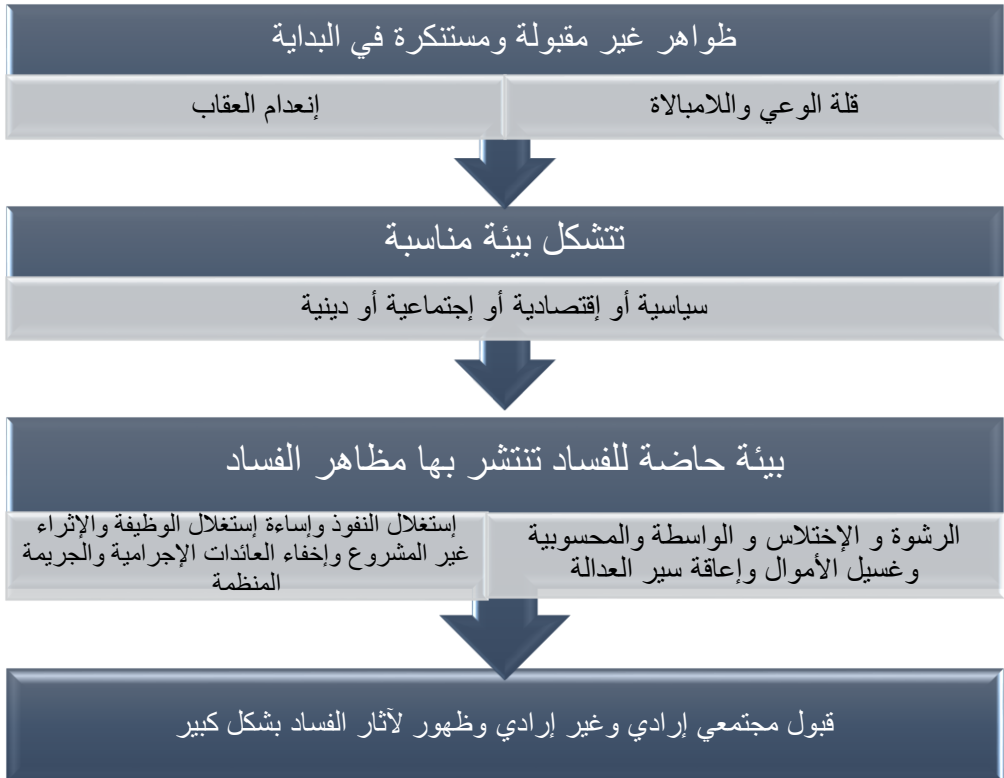 ظواهر غير مقبولة ومستنكرة في البداية
قلة الوعي واللامبالاة
إنعدام العقاب
تتشكل بيئة مناسبة
سياسية أو إقتصادية أو إجتماعية أو دينية
بيئة حاضة للفساد تنتشر بها مظاهر الفساد
الرشوة و الإختلاس و الواسطة والمحسوبية
وغسيل الأموال وإعاقة سير العدالة
إستغلال النفوذ وإساءة إستغلال الوظيفة والإثراء
غير المشروع وإخفاء العائدات الإجرامية والجريمة
المنظمة
قبول مجتمعي إرادي وغير إرادي وظهور لآثار الفساد بشكل كبير